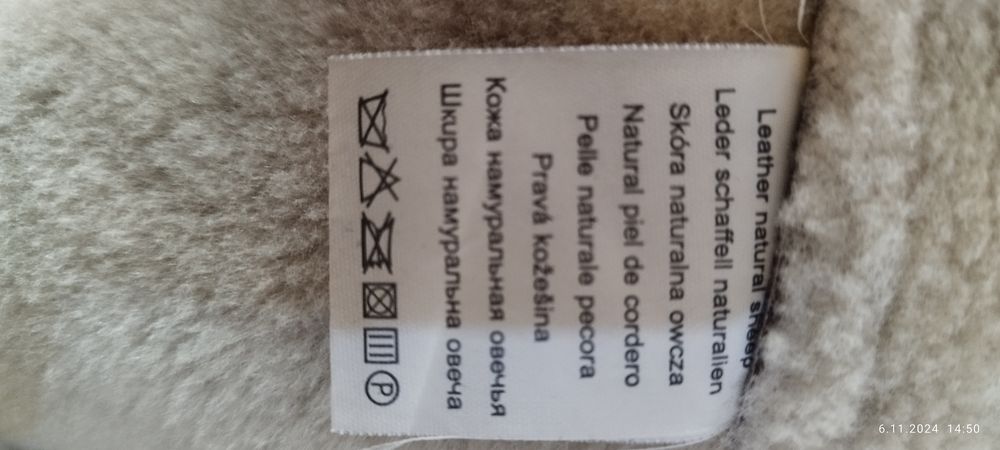 Leather natural sheep
Leder schaffell naturalien
Skóra naturalna owcza
Natural piel de cordero
Pelle naturale pecora
Pravá kožešina
Кожа намуральная овечья
Шкира намуральна овеча
P
6.11.2024 14:50